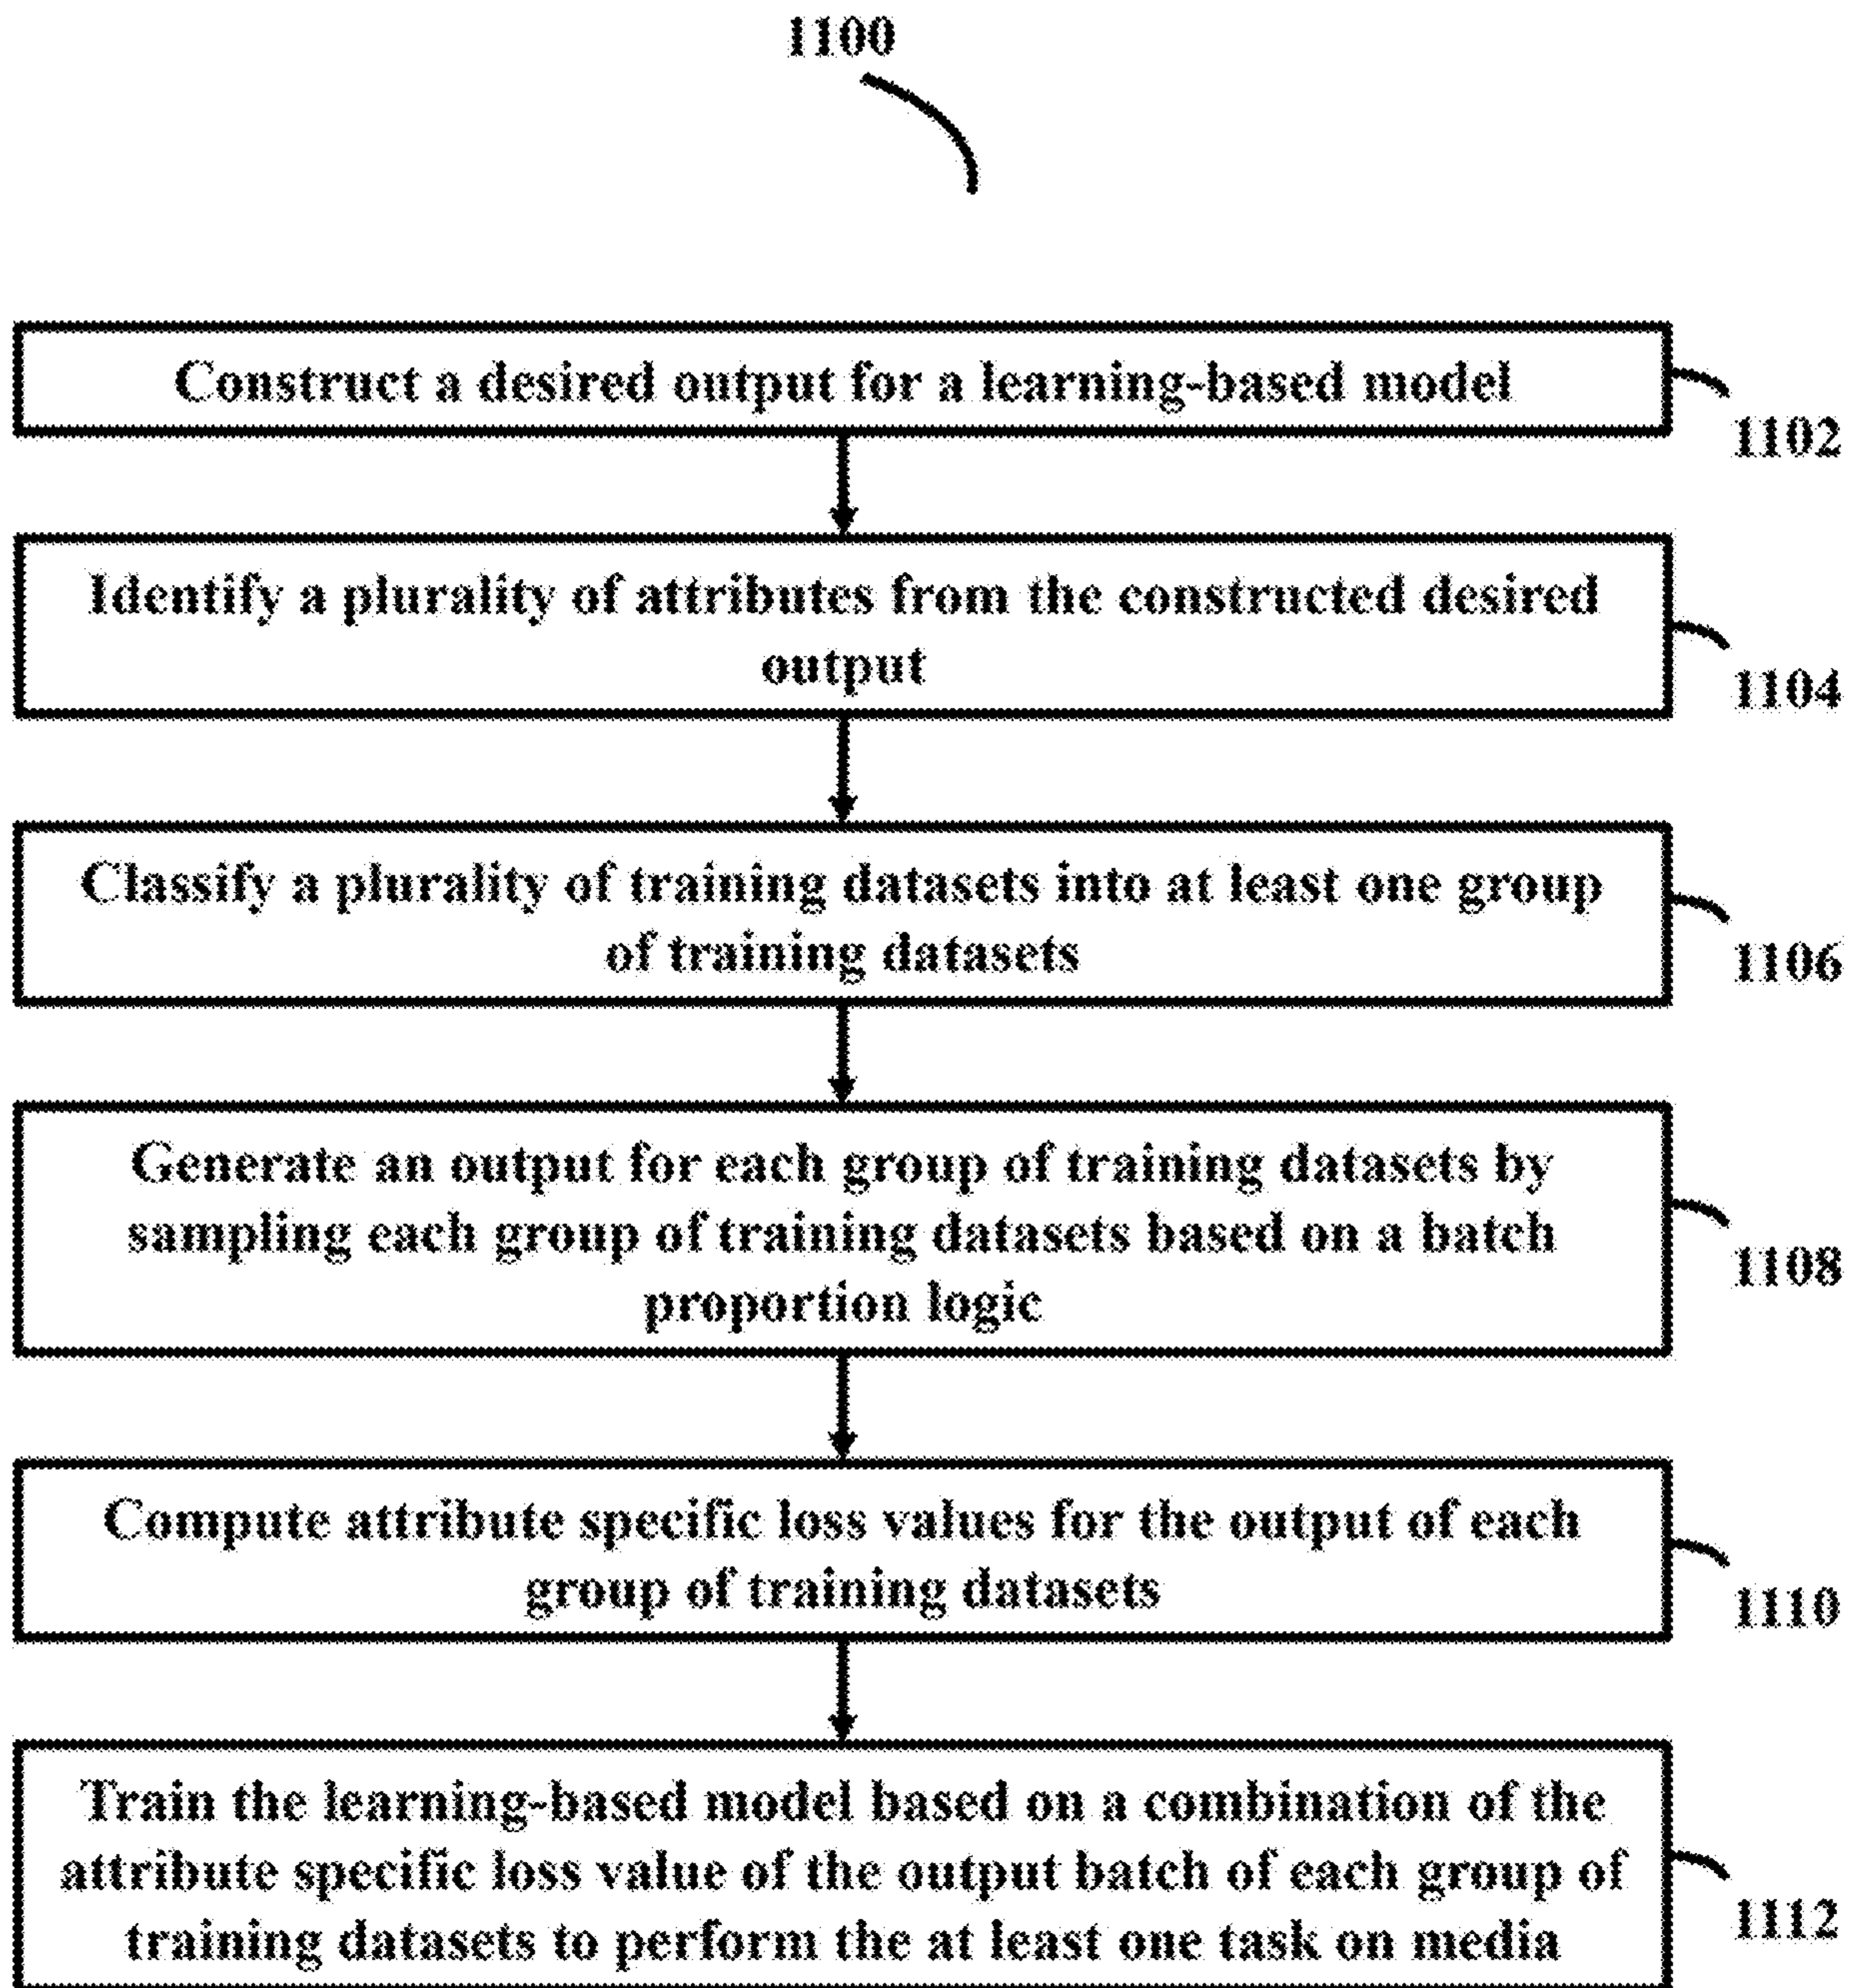 1100
Construct a desired output for a learning-based model
1102
Identify a plurality of attributes from the constructed desired
output
1104
Classify a plurality of training datasets into at least one group
of training datasets
1106
Generate an output for each group of training datasets by
sampling each group of training datasets based on a batch
proportion logic
1108
Compute attribute specific loss values for the output of each
group of training datasets
1110
Train the learning-based model based on a combination of the
attribute specific loss value of the output batch of each group of
training datasets to perform the at least one task on media
1112